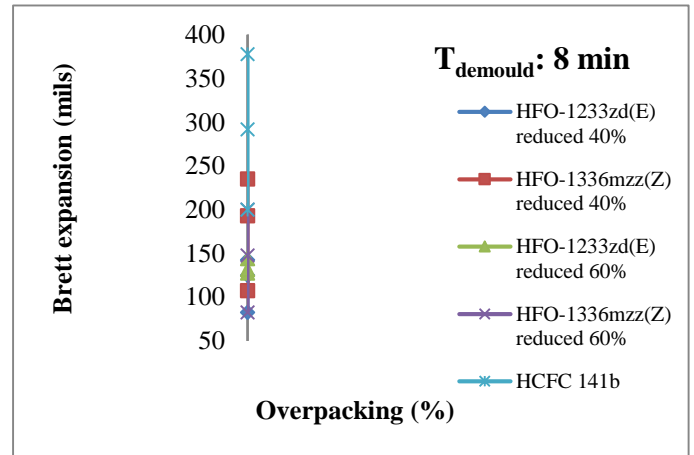 400
350
300
250
200
150
100
50
Brett expansion (mils)
Overpacking (%)
T demould: 8 min
HFO-1233zd(E)
reduced 40%
HFO-1336mzz(Z)
reduced 40%
HFO-1233zd(E)
reduced 60%
HFO-1336mzz(Z)
reduced 60%
HCFC 141b